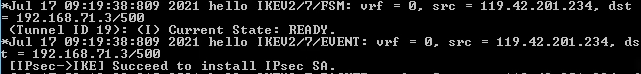 *Jul 17 09:19:38:809 2021 hello IKEV2/7/FSM: vrf = 0, src = 119.42.201.234, dst
= 192.168.71.3/500
(Tunnel ID 19): (I) Current State: READY.
*Jul 17 09:19:38:809 2021 hello IKEV2/7/EVENT: vrf = 0, src = 119.42.201.234, ds
t = 192.168.71.3/500
[IPsec->IKE] Succeed to install IPsec SA.